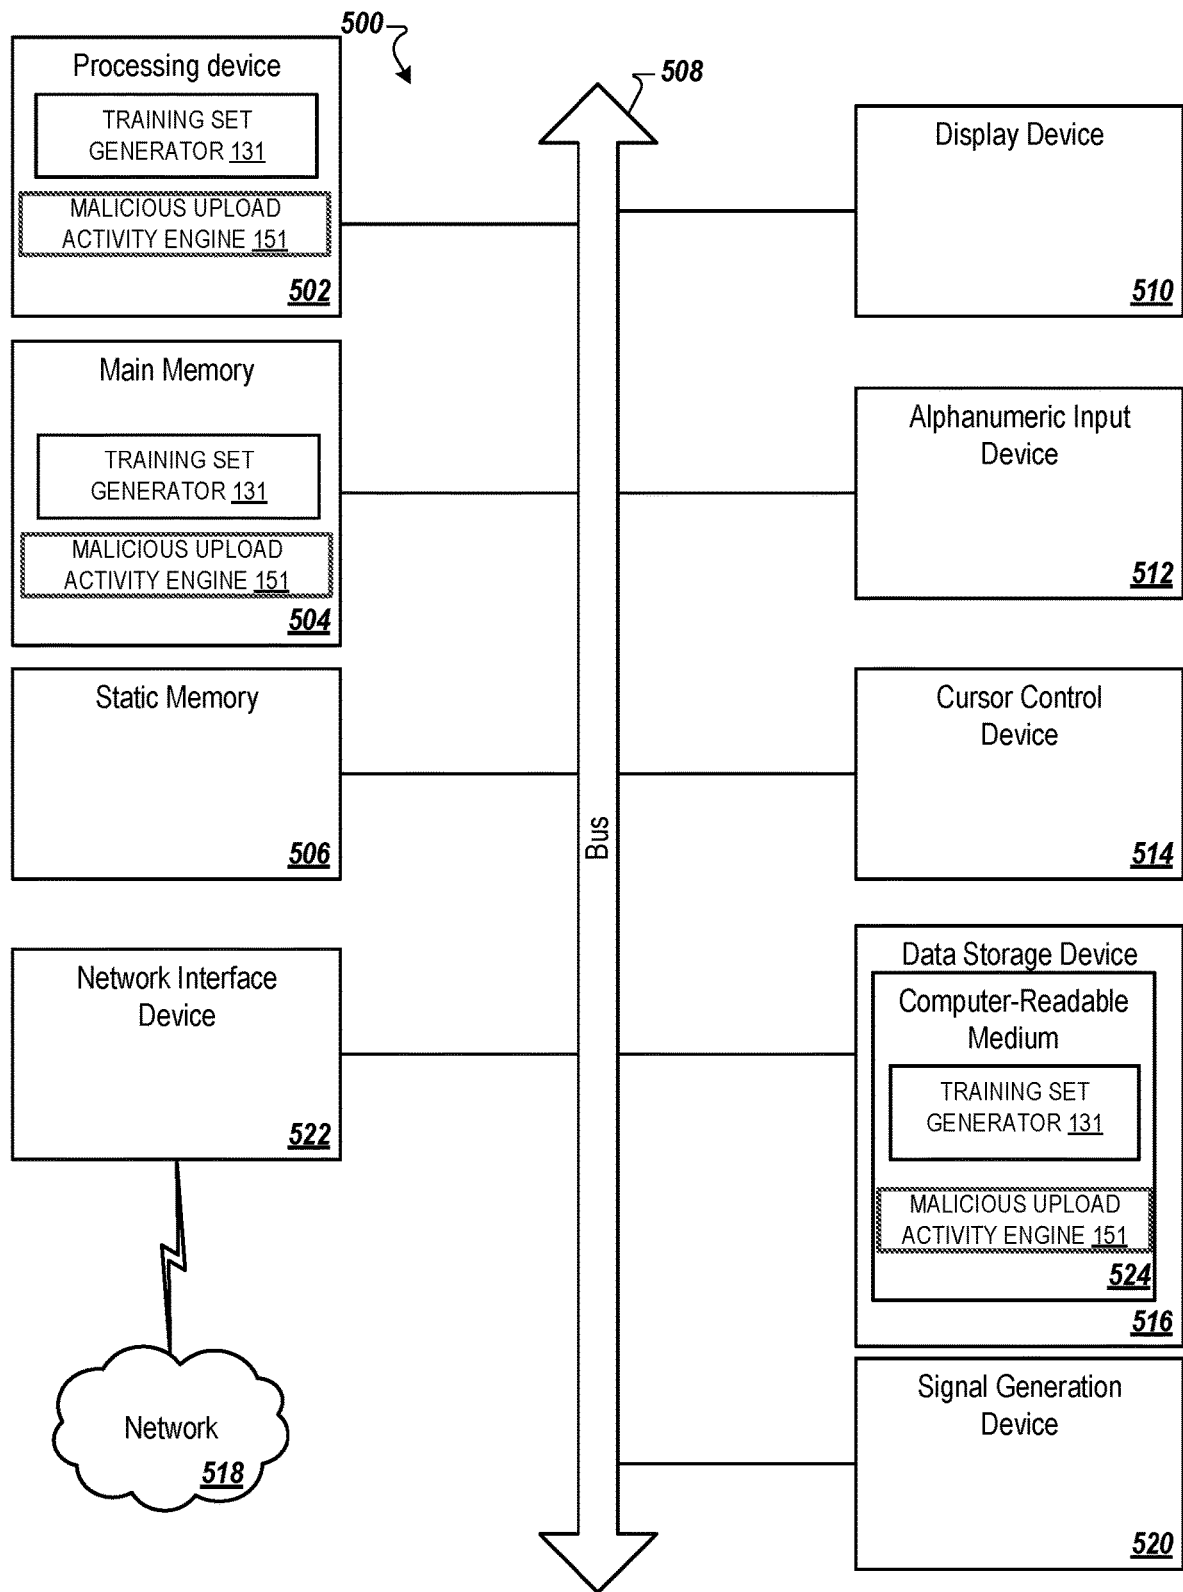 500
508
Processing device
TRAINING SET
GENERATOR 131
MALICIOUS UPLOAD
ACTIVITY ENGINE 151
502
Main Memory
TRAINING SET
GENERATOR 131
MALICIOUS UPLOAD
ACTIVITY ENGINE 151
504
Static Memory
506
Network Interface
Device
522
Network
518
Bus
Display Device
510
Alphanumeric Input
Device
512
Cursor Control
Device
514
Data Storage Device
Computer-Readable
Medium
TRAINING SET
GENERATOR 131
MALICIOUS UPLOAD
ACTIVITY ENGINE 151
524
516
Signal Generation
Device
520